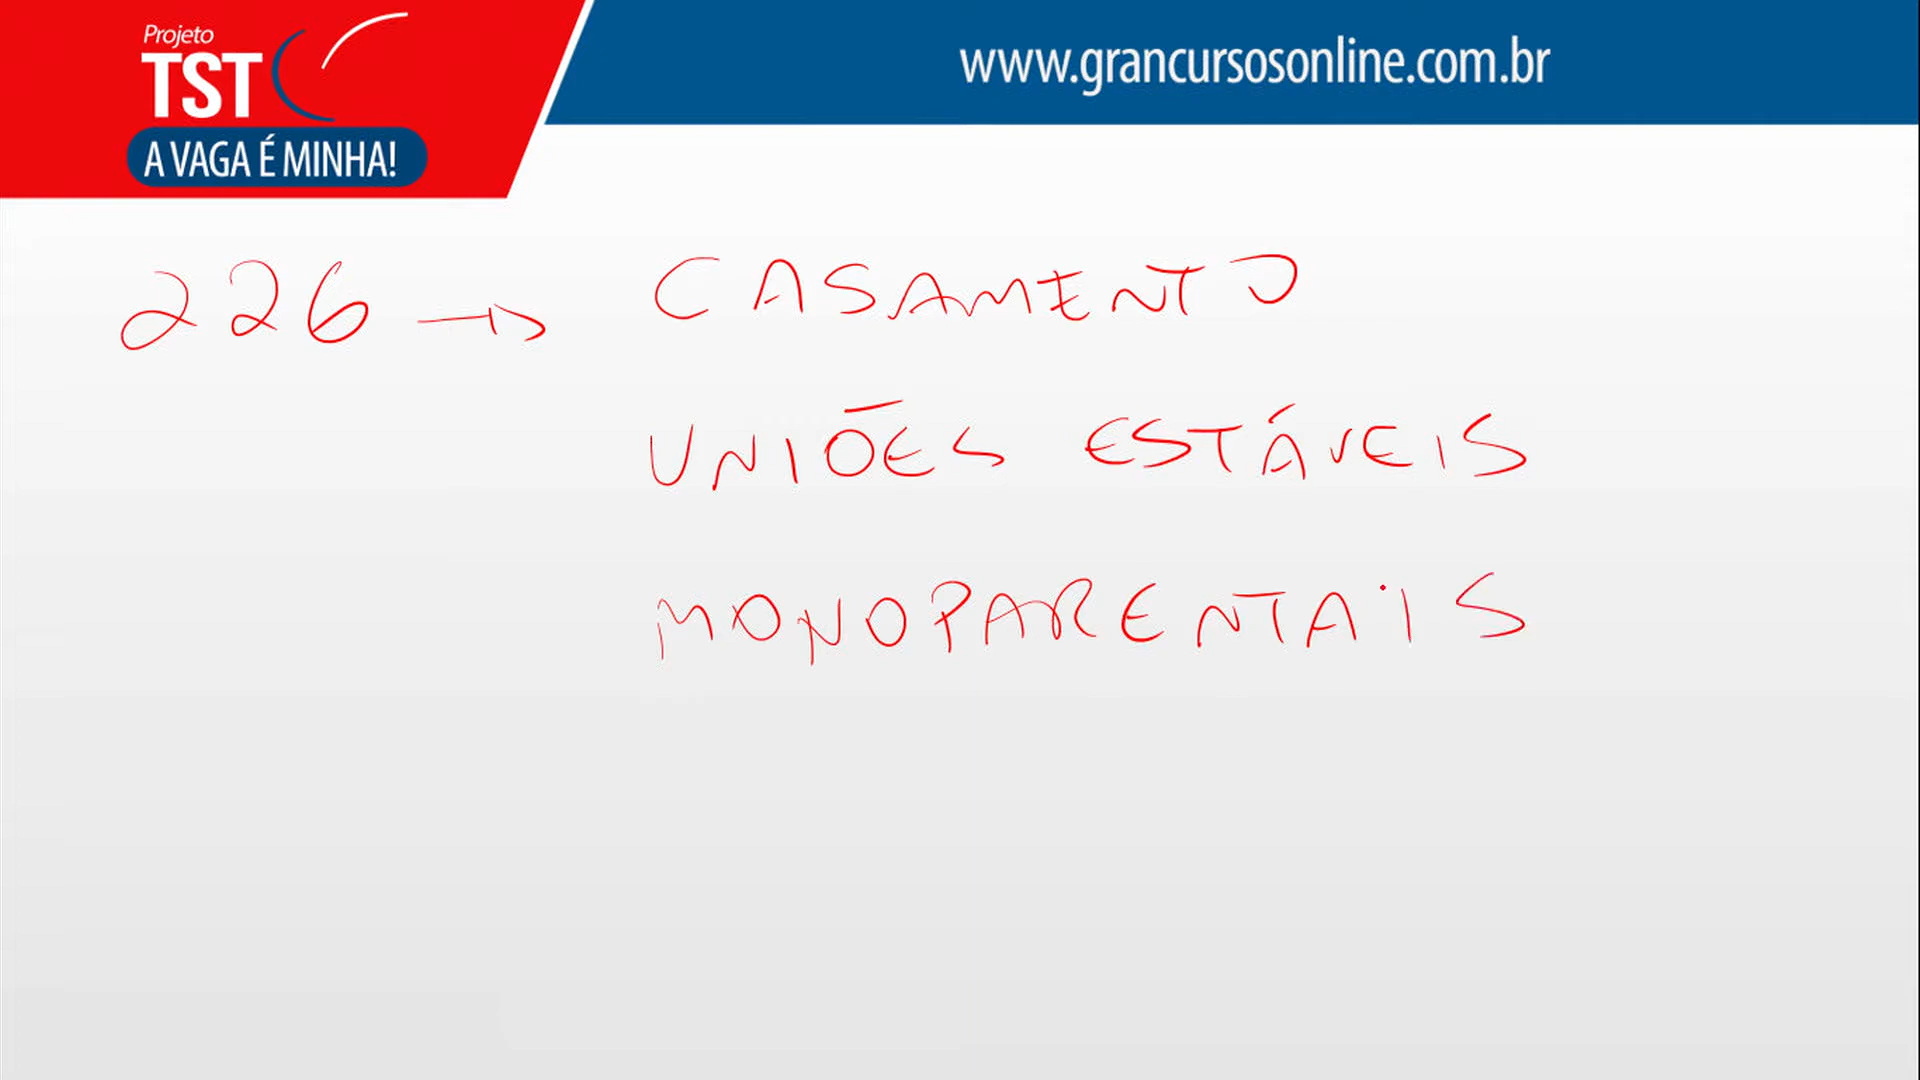 Projeto
TST
A VAGA É MINHA!
www.grancursosonline.com.br
226 → CASAMENTO
UNIÕES ESTÁVEIS
MONOPARENTAIS